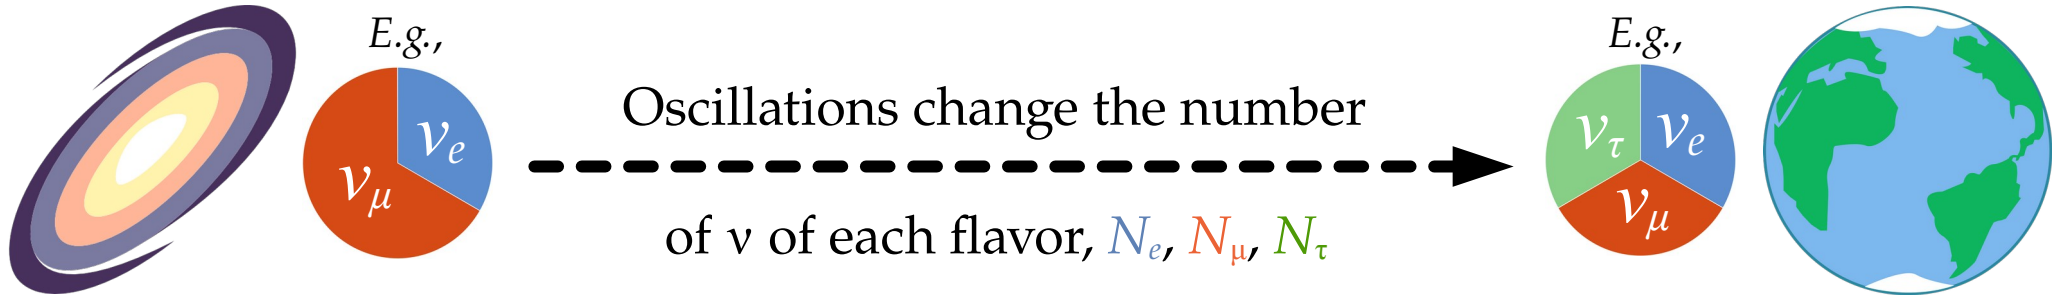 E.g.,
ν_e
ν_μ
Oscillations change the number
of ν of each flavor, N_e, N_μ, N_τ
E.g.,
ν_τ
ν_e
ν_μ